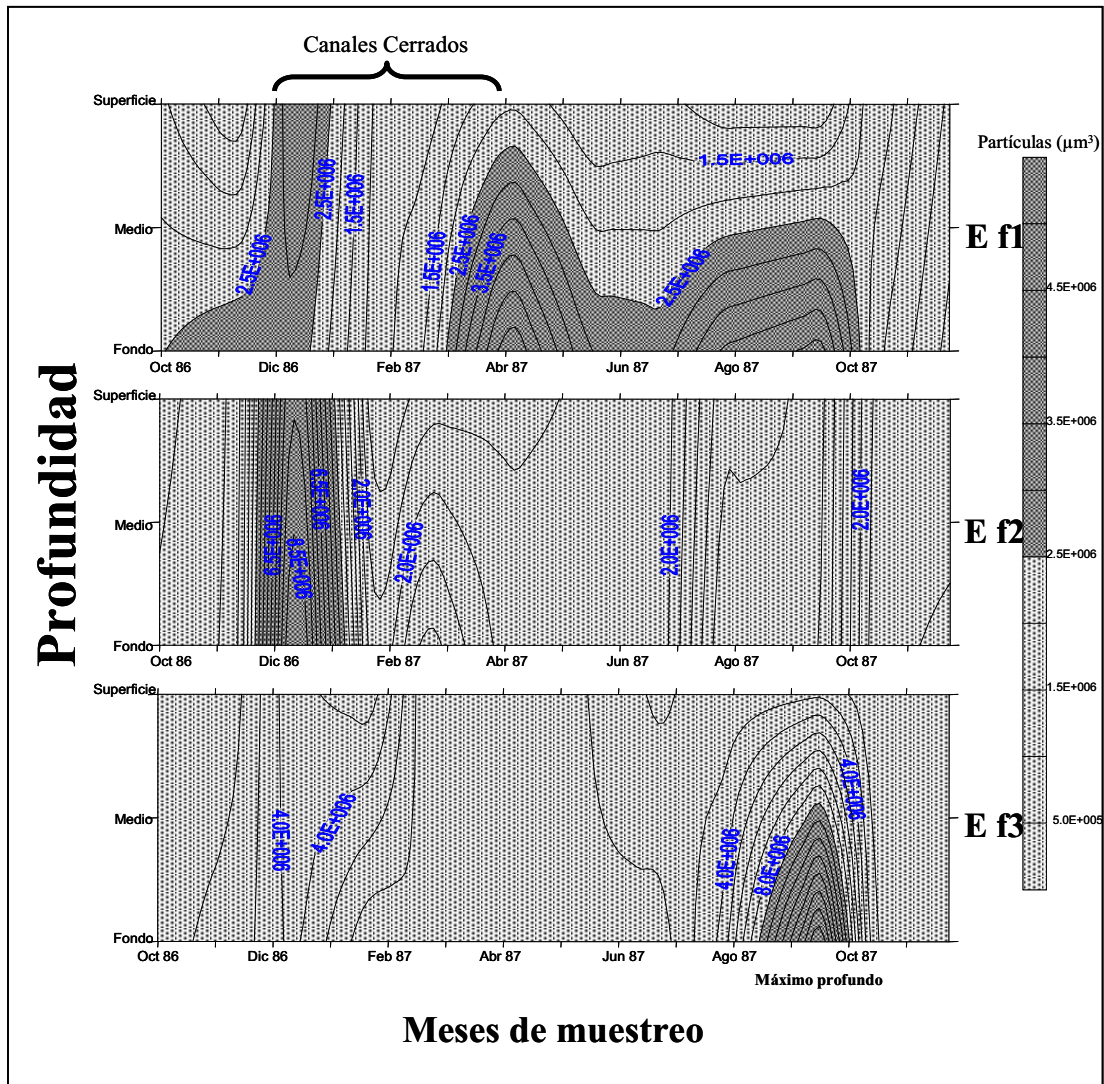 Canales Cerrados
Superficie
Medio
Fondo
Oct 86 Dic 86 Feb 87 Abr 87 Jun 87 Ago 87 Oct 87
2.5E+006
2.5E+006
1.5E+006
1.5E+006
2.5E+006
3.5E+006
2.5E+006
1.5E+006
E f1
Partículas (µm³)
4.5E+006
3.5E+006
2.5E+006
1.5E+006
5.0E+005
Profundidad
Superficie
Medio
Fondo
Oct 86 Dic 86 Feb 87 Abr 87 Jun 87 Ago 87 Oct 87
6.5E+006
8.5E+006
6.5E+006
2.0E+006
2.0E+006
2.0E+006
2.0E+006
E f2
Superficie
Medio
Fondo
Oct 86 Dic 86 Feb 87 Abr 87 Jun 87 Ago 87 Oct 87
4.0E+006
4.0E+006
4.0E+006
8.0E+006
4.0E+006
E f3
Máximo profundo
Meses de muestreo